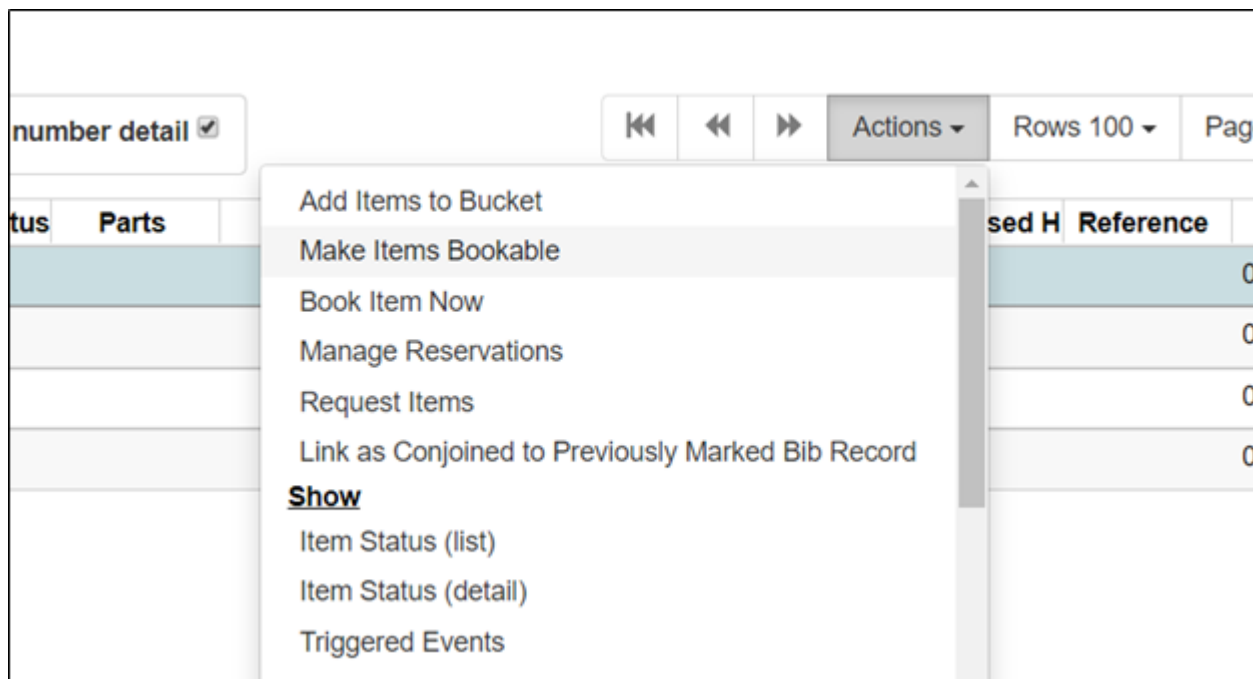 number detail
Actions Rows 100 Pag
tus Parts sed H Reference
Add Items to Bucket
Make Items Bookable
Book Item Now
Manage Reservations
Request Items
Link as Conjoined to Previously Marked Bib Record
Show
Item Status (list)
Item Status (detail)
Triggered Events
0
0
0
0